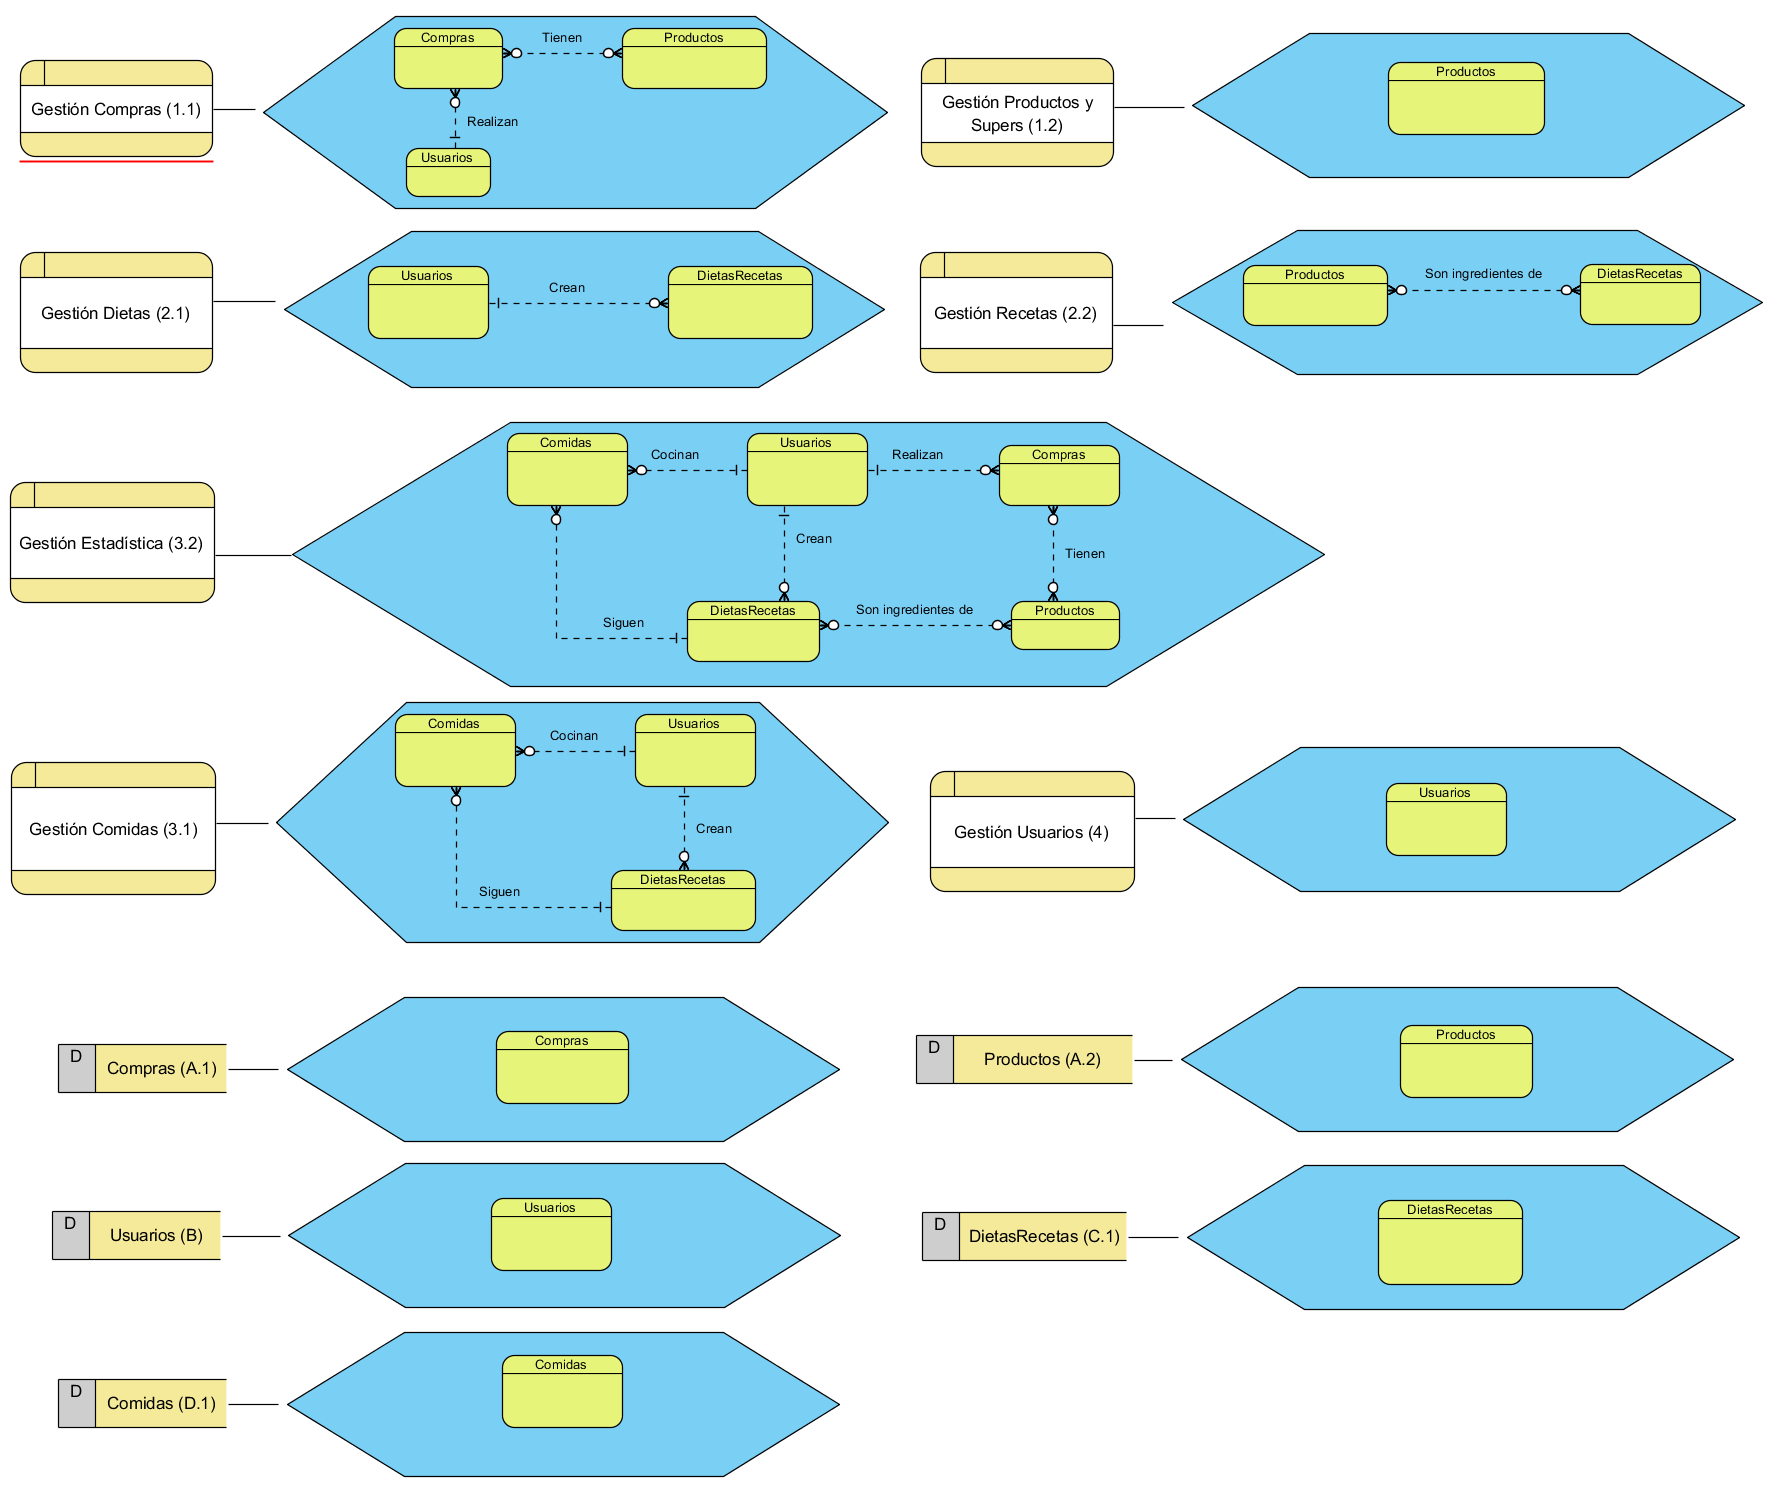 Gestión Compras (1.1)
Compras
Tienen
Productos
Realizan
Usuarios
Gestión Productos y
Supers (1.2)
Productos
Gestión Dietas (2.1)
Usuarios
Crean
DietasRecetas
Gestión Recetas (2.2)
Productos
Son ingredientes de
DietasRecetas
Gestión Estadística (3.2)
Comidas
Cocinan
Usuarios
Realizan
Compras
Crean
Tienen
Siguen
DietasRecetas
Son ingredientes de
Productos
Gestión Comidas (3.1)
Comidas
Cocinan
Usuarios
Crean
Siguen
DietasRecetas
Gestión Usuarios (4)
Usuarios
D
Compras (A.1)
Compras
D
Productos (A.2)
Productos
D
Usuarios (B)
Usuarios
D
DietasRecetas (C.1)
DietasRecetas
D
Comidas (D.1)
Comidas